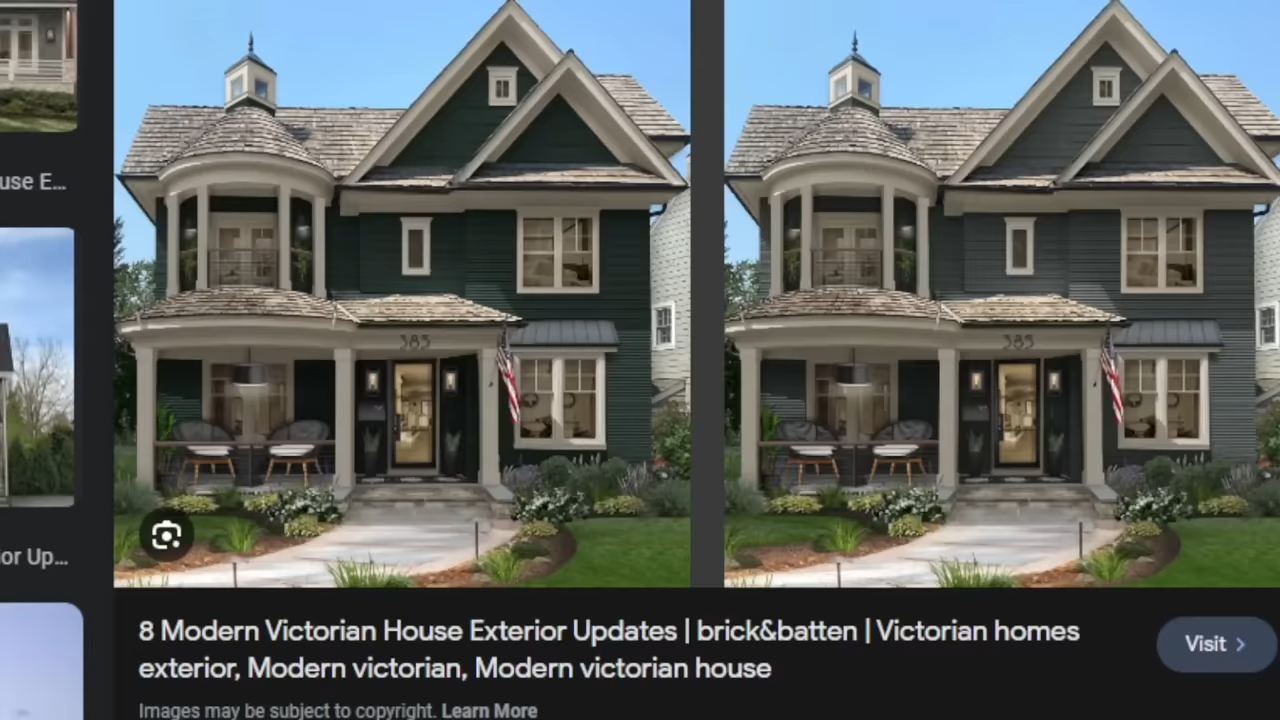 use E...
385
385
or Up...
8 Modern Victorian House Exterior Updates | brick&batten | Victorian homes
exterior, Modern victorian, Modern victorian house
Visit
Images may be subject to copyright. Learn More